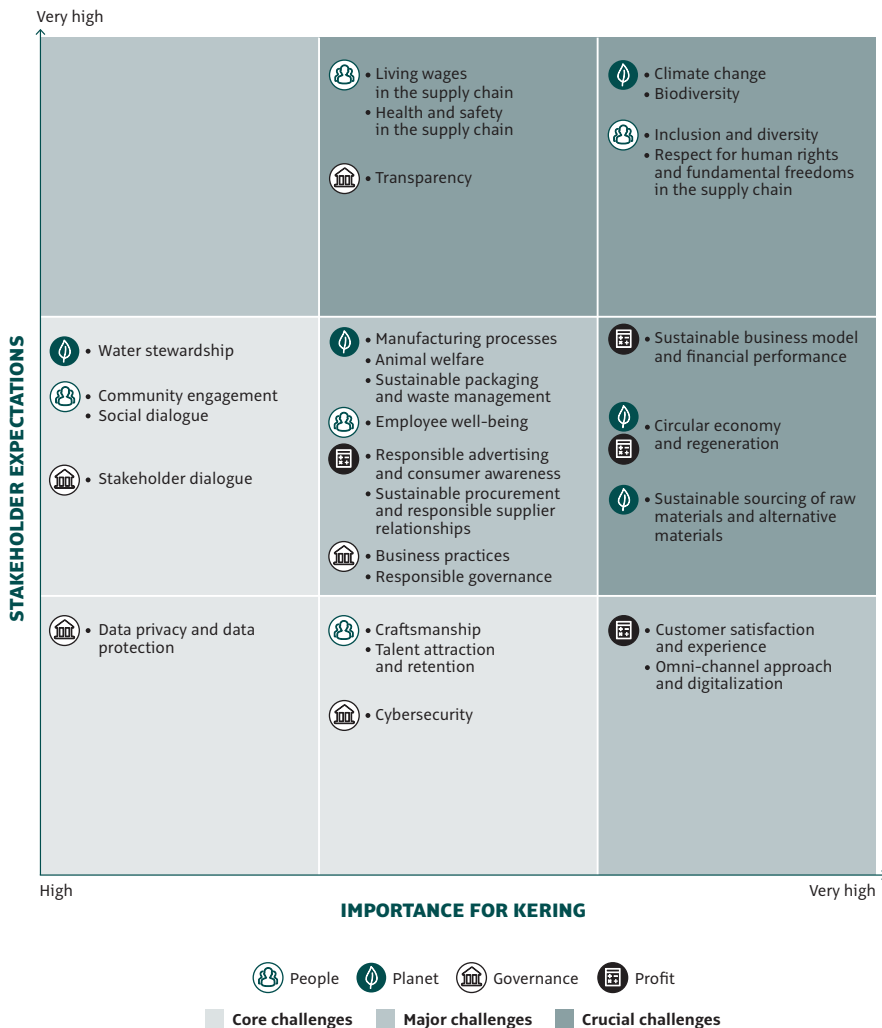 Very high
• Living wages
in the supply chain
• Health and safety
in the supply chain
• Transparency
• Climate change
• Biodiversity
• Inclusion and diversity
• Respect for human rights
and fundamental freedoms
in the supply chain
STAKEHOLDER EXPECTATIONS
• Water stewardship
• Community engagement
• Social dialogue
• Stakeholder dialogue
• Manufacturing processes
• Animal welfare
• Sustainable packaging
and waste management
• Employee well-being
• Responsible advertising
and consumer awareness
• Sustainable procurement
and responsible supplier
relationships
• Business practices
• Responsible governance
• Sustainable business model
and financial performance
• Circular economy
and regeneration
• Sustainable sourcing of raw
materials and alternative
materials
• Data privacy and data
protection
• Craftsmanship
• Talent attraction
and retention
• Cybersecurity
• Customer satisfaction
and experience
• Omni-channel approach
and digitalization
High
Very high
IMPORTANCE FOR KERING
People Planet Governance Profit
Core challenges Major challenges Crucial challenges